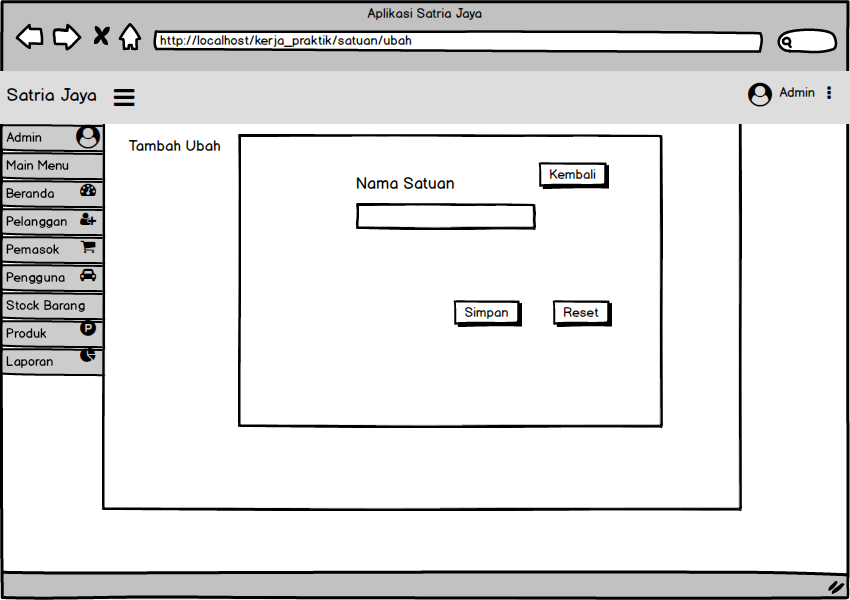 Aplikasi Satria Jaya
http://localhost/kerja_praktik/satuan/ubah
Satria Jaya
Admin
Admin
Main Menu
Beranda
Pelanggan
Pemasok
Pengguna
Stock Barang
Produk
P
Laporan
Tambah Ubah
Kembali
Nama Satuan
Simpan
Reset